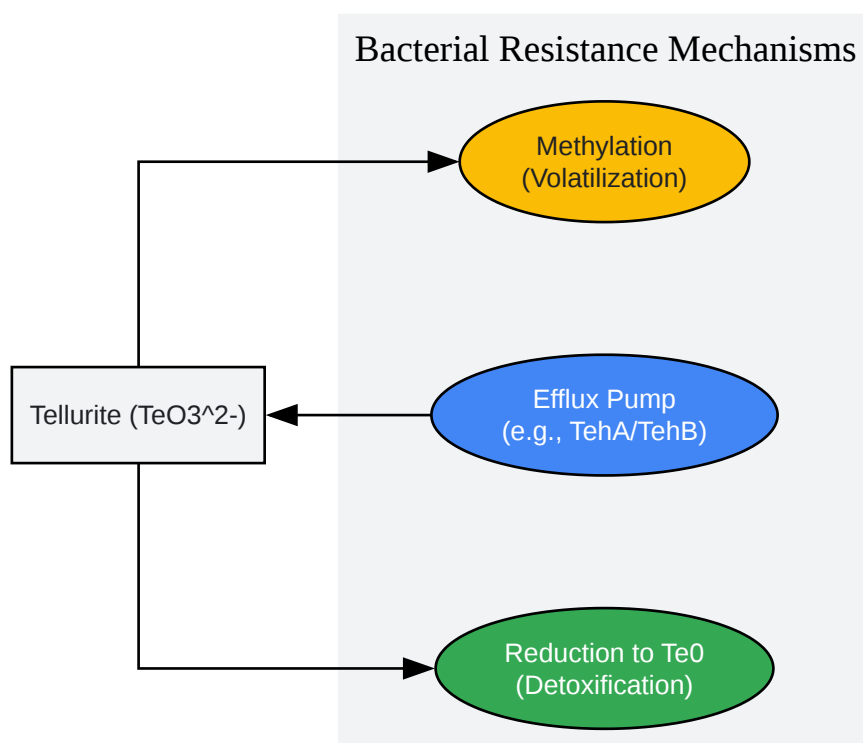 Bacterial Resistance Mechanisms
Methylation
(Volatilization)
Tellurite (TeO3^2-)
Efflux Pump
(e.g., TehA/TehB)
Reduction to Te0
(Detoxification)